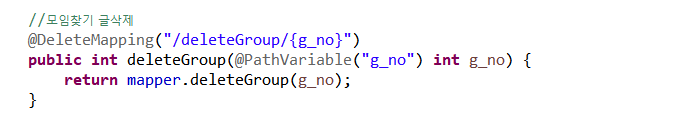 //모임찾기 글삭제
@DeleteMapping("/deleteGroup/{g_no}")
public int deleteGroup(@PathVariable("g_no") int g_no) {
    return mapper.deleteGroup(g_no);
}